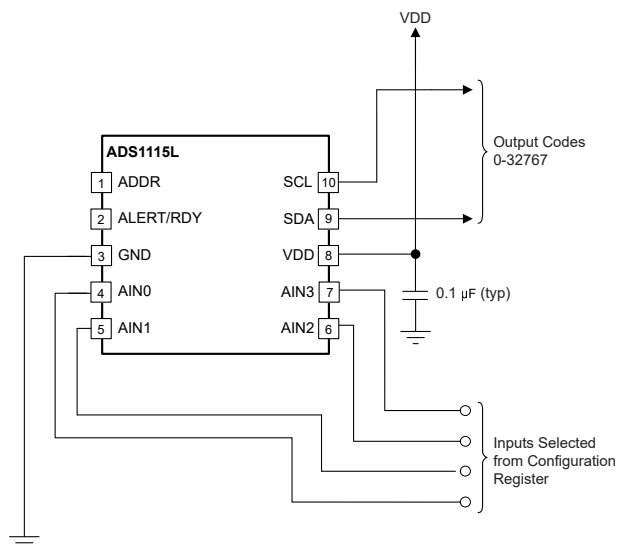 VDD
Output Codes
0-32767
ADS1115L
1 ADDR SCL 10
2 ALERT/RDY SDA 9
3 GND VDD 8
4 AIN0 AIN3 7
5 AIN1 AIN2 6
0.1 μF (typ)
Inputs Selected
from Configuration
Register